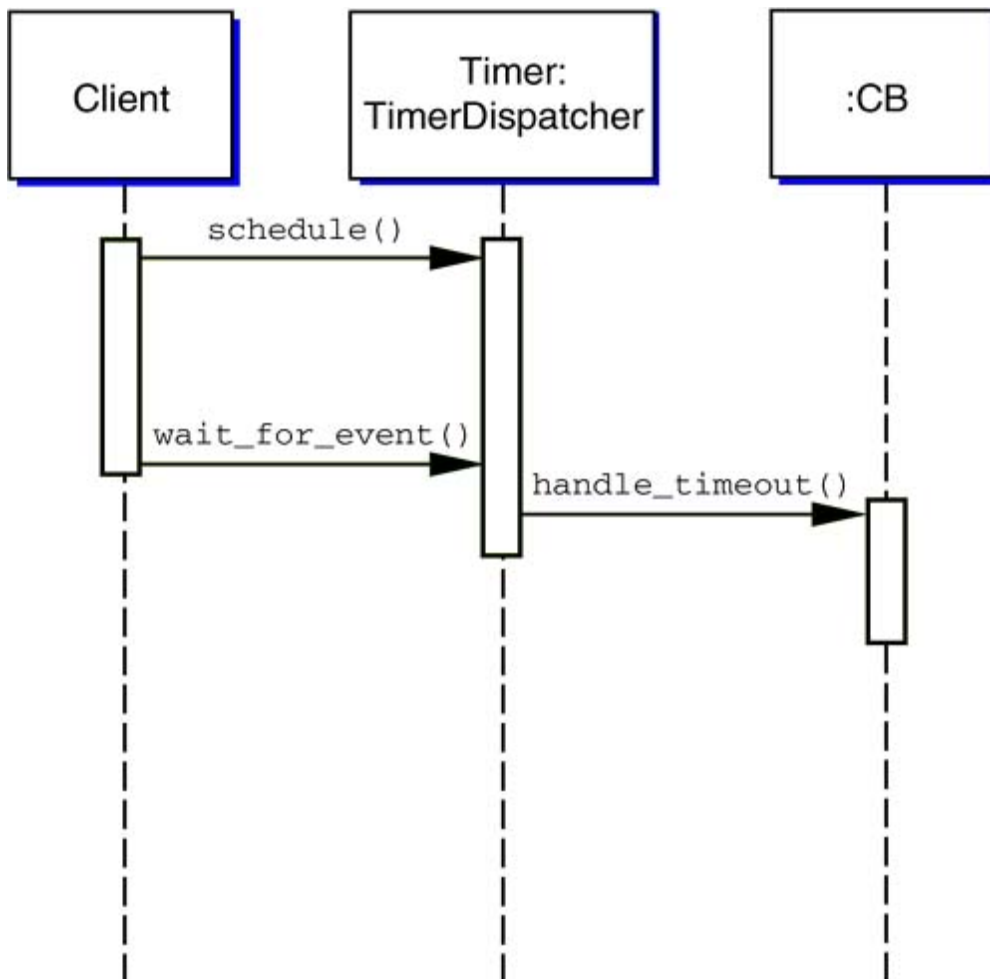 Client
Timer:
TimerDispatcher
:CB
schedule()
wait_for_event()
handle_timeout()